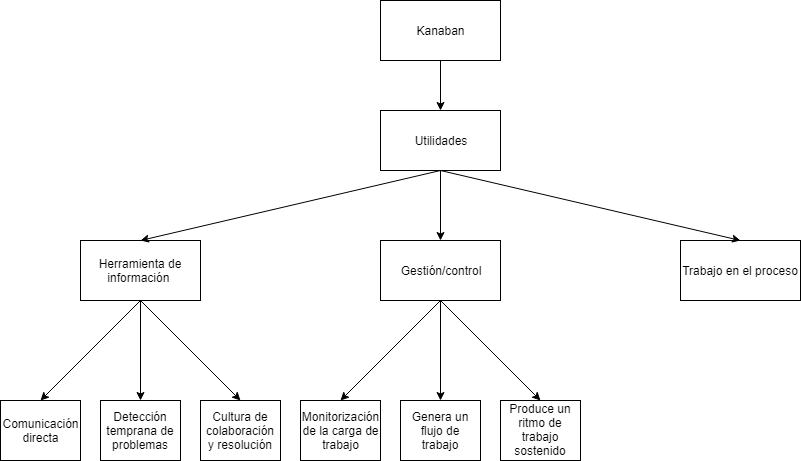 Kanaban
Utilidades
Herramienta de
información
Gestión/control
Trabajo en el proceso
Comunicación
directa
Detección
temprana de
problemas
Cultura de
colaboración
y resolución
Monitorización
de la carga de
trabajo
Genera un
flujo de
trabajo
Produce un
ritmo de
trabajo
sostenido